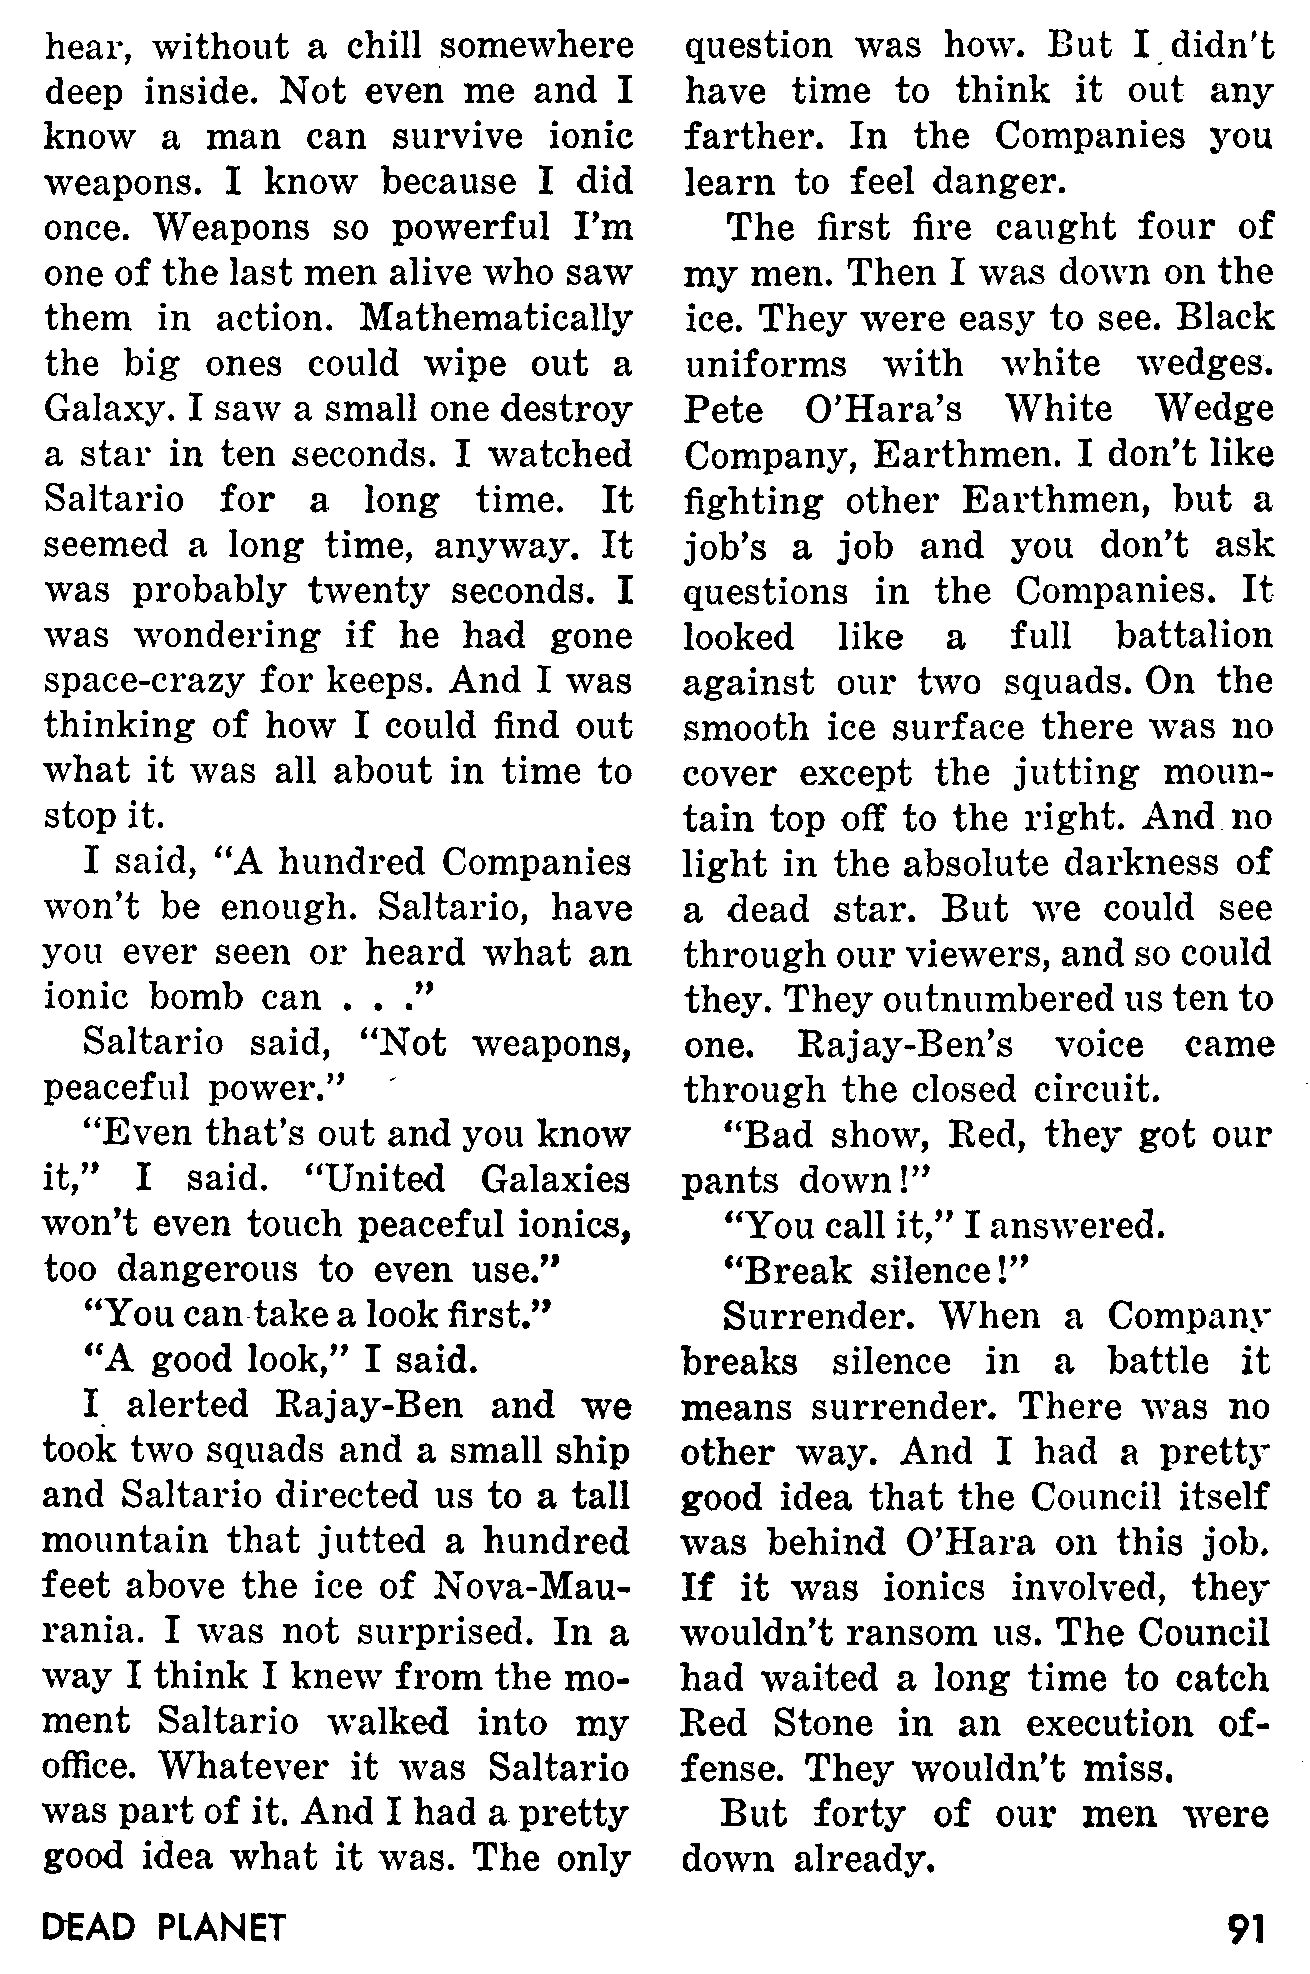 hear, without a chill somewhere
deep inside. Not even me and I
know a man can survive ionic
weapons. I know because I did
once. Weapons so powerful I'm
one of the last men alive who saw
them in action. Mathematically
the big ones could wipe out a
Galaxy. I saw a small one destroy
a star in ten seconds. I watched
Saltario for a long time. It
seemed a long time, anyway. It
was probably twenty seconds. I
was wondering if he had gone
space-crazy for keeps. And I was
thinking of how I could find out
what it was all about in time to
stop it.
I said, “A hundred Companies
won't be enough. Saltario, have
you ever seen or heard what an
ionic bomb can . . .”
Saltario said, “Not weapons,
peaceful power.”
“Even that's out and you know
it,” I said. “United Galaxies
won't even touch peaceful ionics,
too dangerous to even use.”
“You can take a look first.”
“A good look,” I said.
I alerted Rajay-Ben and we
took two squads and a small ship
and Saltario directed us to a tall
mountain that jutted a hundred
feet above the ice of Nova-Mau-
rania. I was not surprised. In a
way I think I knew from the mo-
ment Saltario walked into my
office. Whatever it was Saltario
was part of it. And I had a pretty
good idea what it was. The only
question was how. But I didn't
have time to think it out any
farther. In the Companies you
learn to feel danger.
The first fire caught four of
my men. Then I was down on the
ice. They were easy to see. Black
uniforms with white wedges.
Pete O'Hara's White Wedge
Company, Earthmen. I don't like
fighting other Earthmen, but a
job's a job and you don't ask
questions in the Companies. It
looked like a full battalion
against our two squads. On the
smooth ice surface there was no
cover except the jutting moun-
tain top off to the right. And no
light in the absolute darkness of
a dead star. But we could see
through our viewers, and so could
they. They outnumbered us ten to
one. Rajay-Ben's voice came
through the closed circuit.
“Bad show, Red, they got our
pants down!”
“You call it,” I answered.
“Break silence!”
Surrender. When a Company
breaks silence in a battle it
means surrender. There was no
other way. And I had a pretty
good idea that the Council itself
was behind O'Hara on this job.
If it was ionics involved, they
wouldn't ransom us. The Council
had waited a long time to catch
Red Stone in an execution of-
fense. They wouldn't miss.
But forty of our men were
down already.
DEAD PLANET
91